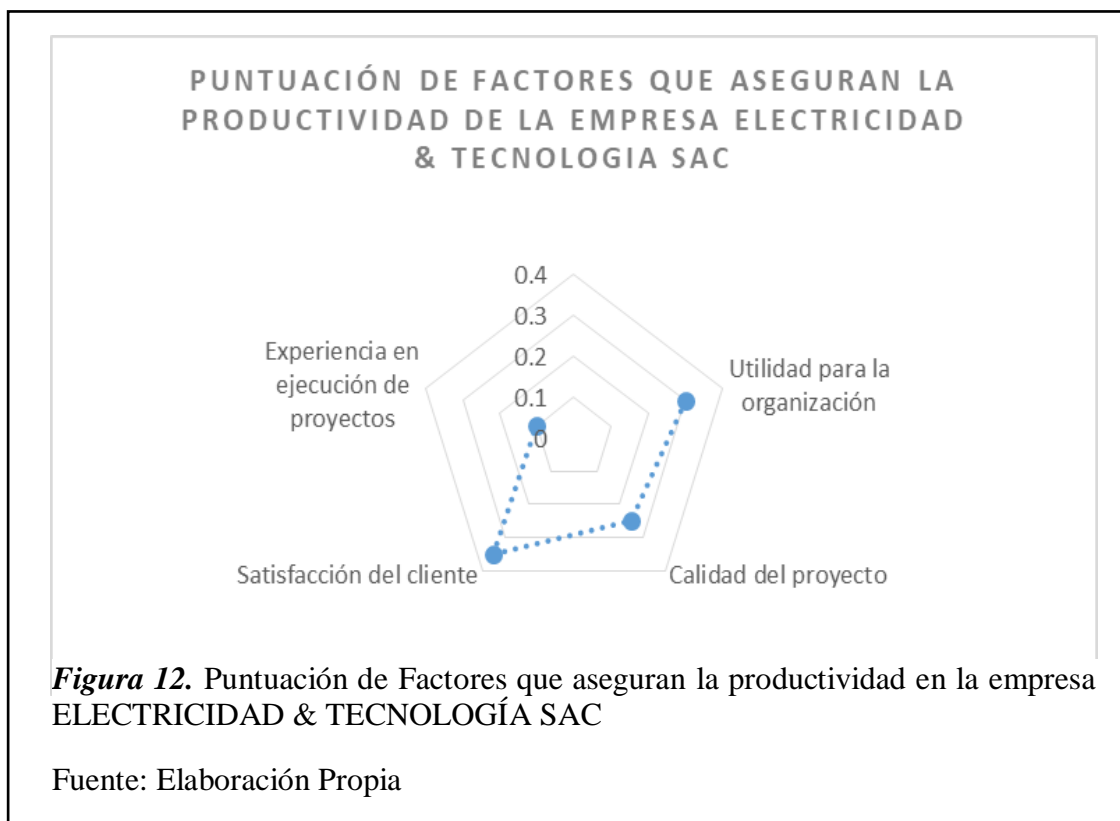 PUNTUACIÓN DE FACTORES QUE ASEGURAN LA
PRODUCTIVIDAD DE LA EMPRESA ELECTRICIDAD
& TECNOLOGIA SAC
0.4
0.3
0.2
0.1
0
Experiencia en
ejecución de
proyectos
Utilidad para la
organización
Satisfacción del cliente
Calidad del proyecto
Figura 12. Puntuación de Factores que aseguran la productividad en la empresa
ELECTRICIDAD & TECNOLOGÍA SAC
Fuente: Elaboración Propia